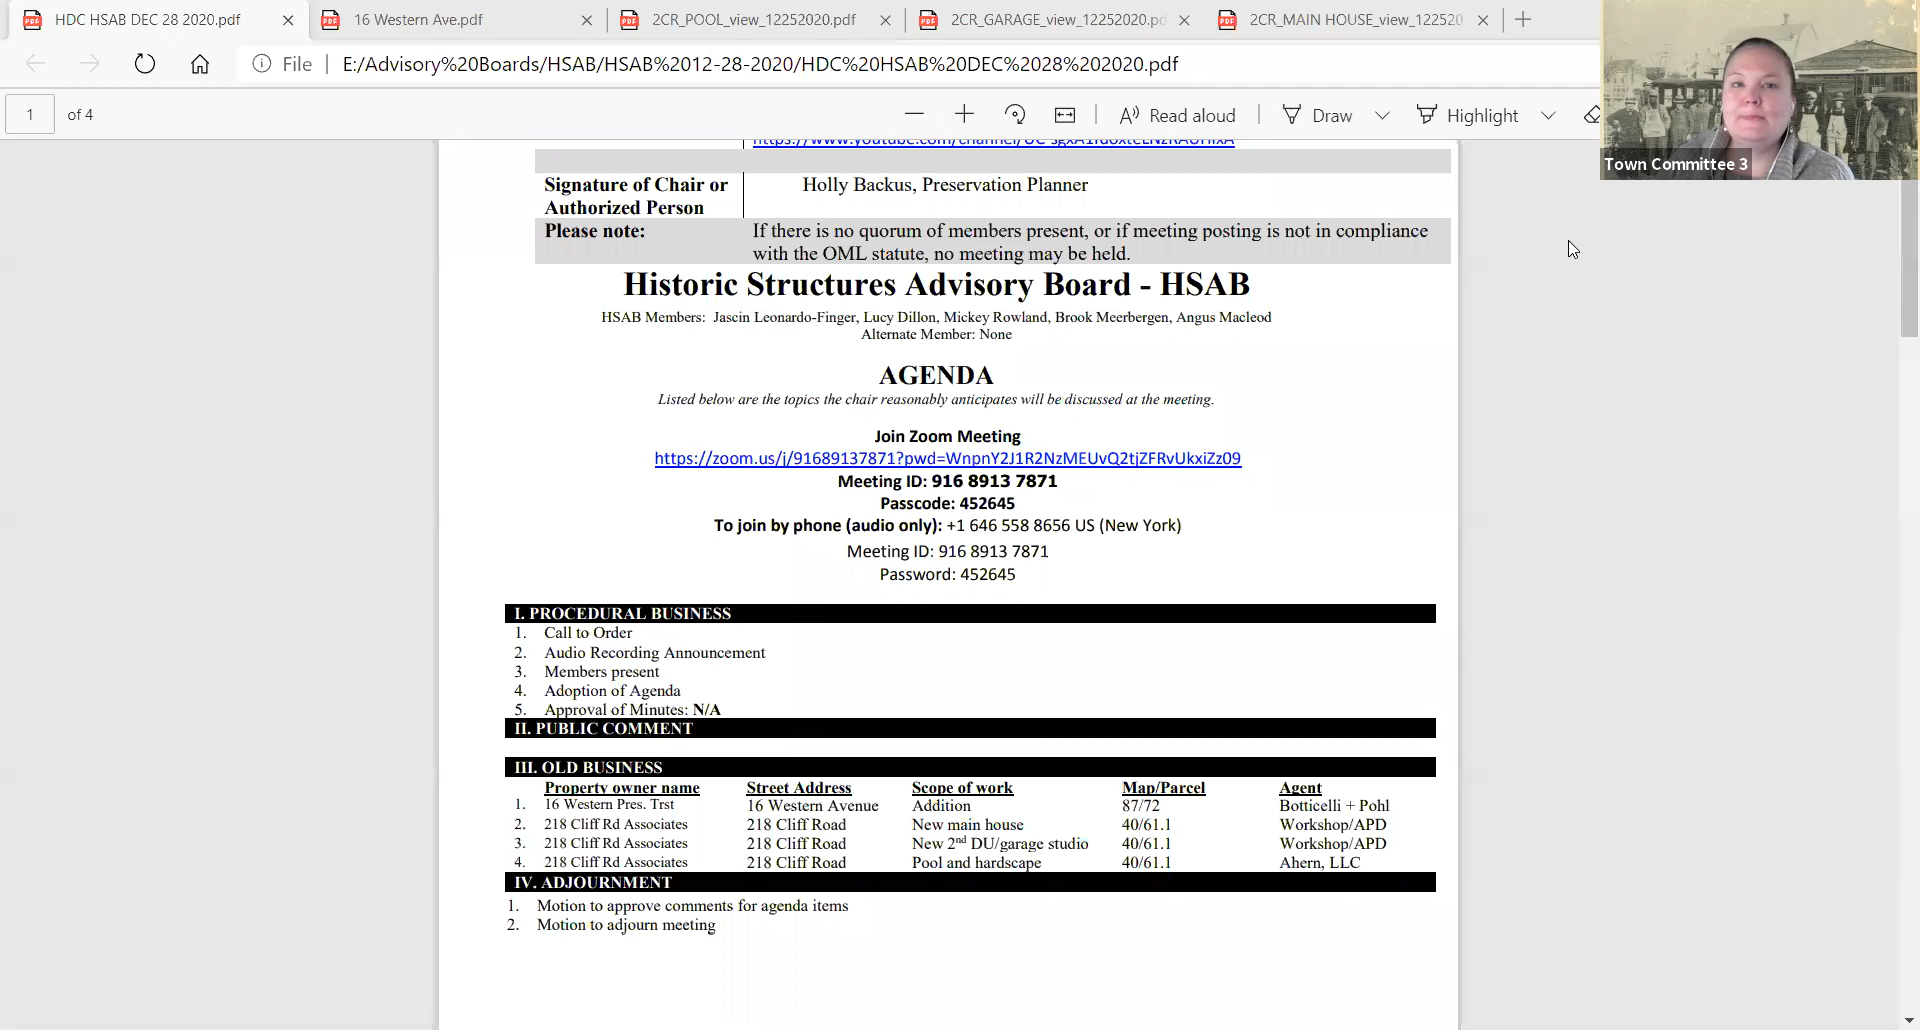 HDC HSAB DEC 28 2020.pdf
16 Western Ave.pdf
2CR_POOL_view_12252020.pdf
2CR_GARAGE_view_12252020.pd
2CR_MAIN HOUSE_view_122520
File
E:/Advisory%20Boards/HSAB/HSAB%2012-28-2020/HDC%20HSAB%20DEC%2028%202020.pdf
1 of 4
Read aloud
Draw
Highlight
Town Committee 3
Signature of Chair or
Authorized Person
Holly Backus, Preservation Planner
Please note:
If there is no quorum of members present, or if meeting posting is not in compliance
with the OML statute, no meeting may be held.
Historic Structures Advisory Board - HSAB
HSAB Members: Jascin Leonardo-Finger, Lucy Dillon, Mickey Rowland, Brook Meerbergen, Angus Macleod
Alternate Member: None
AGENDA
Listed below are the topics the chair reasonably anticipates will be discussed at the meeting.
Join Zoom Meeting
https://zoom.us/j/91689137871?pwd=WnpnY2J1R2NzMEUvQ2tjZFRvUkxiZz09
Meeting ID: 916 8913 7871
Passcode: 452645
To join by phone (audio only): +1 646 558 8656 US (New York)
Meeting ID: 916 8913 7871
Password: 452645
I. PROCEDURAL BUSINESS
1. Call to Order
2. Audio Recording Announcement
3. Members present
4. Adoption of Agenda
5. Approval of Minutes: N/A
II. PUBLIC COMMENT
III. OLD BUSINESS
Property owner name Street Address Scope of work Map/Parcel Agent
1. 16 Western Pres. Trst 16 Western Avenue Addition 87/72 Botticelli + Pohl
2. 218 Cliff Rd Associates 218 Cliff Road New main house 40/61.1 Workshop/APD
3. 218 Cliff Rd Associates 218 Cliff Road New 2nd DU/garage studio 40/61.1 Workshop/APD
4. 218 Cliff Rd Associates 218 Cliff Road Pool and hardscape 40/61.1 Ahern, LLC
IV. ADJOURNMENT
1. Motion to approve comments for agenda items
2. Motion to adjourn meeting